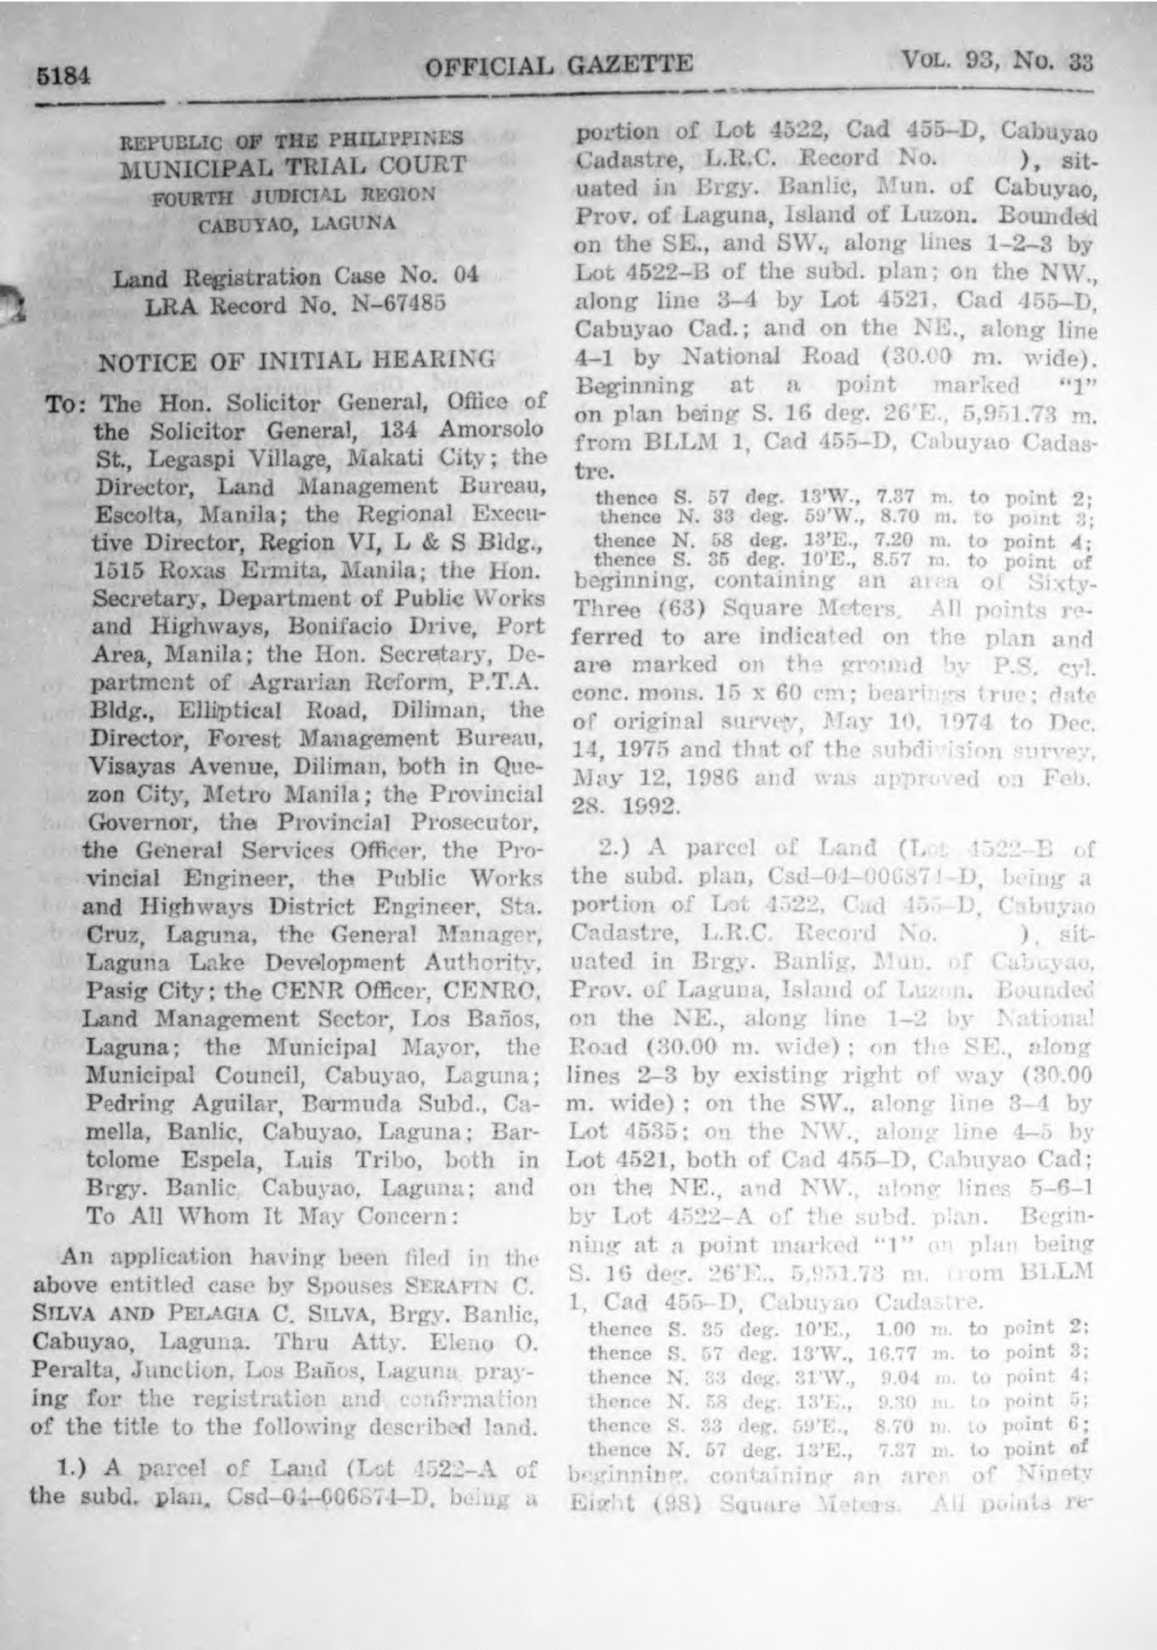 5184
OFFICIAL GAZETTE
VOL. 93, No. 33
REPUBLIC OF THE PHILIPPINES
MUNICIPAL TRIAL COURT
FOURTH JUDICIAL REGION
CABUYAO, LAGUNA
Land Registration Case No. 04
LRA Record No. N-67485
NOTICE OF INITIAL HEARING
To: The Hon. Solicitor General, Office of
the Solicitor General, 134 Amorsolo
St., Legaspi Village, Makati City; the
Director, Land Management Bureau,
Escolta, Manila; the Regional Execu-
tive Director, Region VI, L & S Bldg.,
1515 Roxas Ermita, Manila; the Hon.
Secretary, Department of Public Works
and Highways, Bonifacio Drive, Port
Area, Manila; the Hon. Secretary, De-
partment of Agrarian Reform, P.T.A.
Bldg., Elliptical Road, Diliman, the
Director, Forest Management Bureau,
Visayas Avenue, Diliman, both in Que-
zon City, Metro Manila; the Provincial
Governor, the Provincial Prosecutor,
the General Services Officer, the Pro-
vincial Engineer, the Public Works
and Highways District Engineer, Sta.
Cruz, Laguna, the General Manager,
Laguna Lake Development Authority,
Pasig City; the CENR Officer, CENRO,
Land Management Sector, Los Baños,
Laguna; the Municipal Mayor, the
Municipal Council, Cabuyao, Laguna;
Pedring Aguilar, Bermuda Subd., Ca-
mella, Banlic, Cabuyao, Laguna; Bar-
tolome Espela, Luis Tribo, both in
Brgy. Banlic, Cabuyao, Laguna; and
To All Whom It May Concern:
An application having been filed in the
above entitled case by Spouses SERAFIN C.
SILVA AND PELAGIA C. SILVA, Brgy. Banlic,
Cabuyao, Laguna. Thru Atty. Eleno O.
Peralta, Junction, Los Baños, Laguna pray-
ing for the registration and confirmation
of the title to the following described land.
1.) A parcel of Land (Lot 4522-A of
the subd. plan, Csd-04-006874-D, being a
portion of Lot 4522, Cad 455-D, Cabuyao
Cadastre, L.R.C. Record No. ), sit-
uated in Brgy. Banlic, Mun. of Cabuyao,
Prov. of Laguna, Island of Luzon. Bounded
on the SE., and SW., along lines 1-2-3 by
Lot 4522-B of the subd. plan; on the NW.,
along line 3-4 by Lot 4521, Cad 455-D,
Cabuyao Cad.; and on the NE., along line
4-1 by National Road (30.00 m. wide).
Beginning at a point marked "1"
on plan being S. 16 deg. 26'E., 5,951.73 m.
from BLLM 1, Cad 455-D, Cabuyao Cadas-
tre.
thence S. 57 deg. 13'W., 7.37 m. to point 2;
thence N. 33 deg. 59'W., 8.70 m. to point 3;
thence N. 58 deg. 13'E., 7.20 m. to point 4;
thence S. 35 deg. 10'E., 8.57 m. to point of
beginning, containing an area of Sixty-
Three (63) Square Meters. All points re-
ferred to are indicated on the plan and
are marked on the ground by P.S. cyl.
conc. mons. 15 x 60 cm; bearings true; date
of original survey, May 10, 1974 to Dec.
14, 1975 and that of the subdivision survey,
May 12, 1986 and was approved on Feb.
28. 1992.
2.) A parcel of Land (Lot 4522-B of
the subd. plan, Csd-04-006874-D, being a
portion of Lot 4522, Cad 455-D, Cabuyao
Cadastre, L.R.C. Record No. ), sit-
uated in Brgy. Banlig, Mun. of Cabuyao,
Prov. of Laguna, Island of Luzon. Bounded
on the NE., along line 1-2 by National
Road (30.00 m. wide); on the SE., along
lines 2-3 by existing right of way (30.00
m. wide); on the SW., along line 3-4 by
Lot 4535; on the NW., along line 4-5 by
Lot 4521, both of Cad 455-D, Cabuyao Cad;
on the NE., and NW., along lines 5-6-1
by Lot 4522-A of the subd. plan. Begin-
ning at a point marked "1" on plan being
S. 16 deg. 26'E., 5,951.73 m. from BLLM
1, Cad 455-D, Cabuyao Cadastre.
thence S. 35 deg. 10'E., 1.00 m. to point 2;
thence S. 57 deg. 13'W., 16.77 m. to point 3;
thence N. 33 deg. 31'W., 9.04 m. to point 4;
thence N. 58 deg. 13'E., 9.30 m. to point 5;
thence S. 33 deg. 59'E., 8.70 m. to point 6;
thence N. 57 deg. 13'E., 7.37 m. to point of
beginning, containing an area of Ninety
Eight (98) Square Meters. All points re-